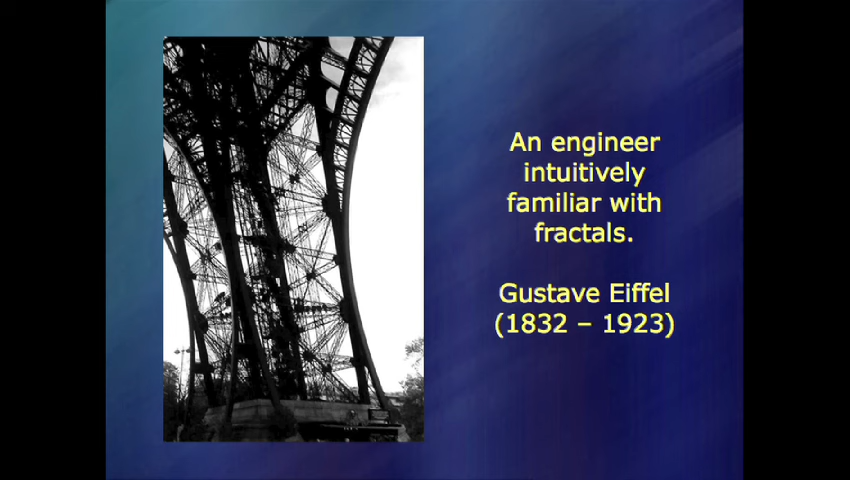 An engineer
intuitively
familiar with
fractals.
Gustave Eiffel
(1832 – 1923)